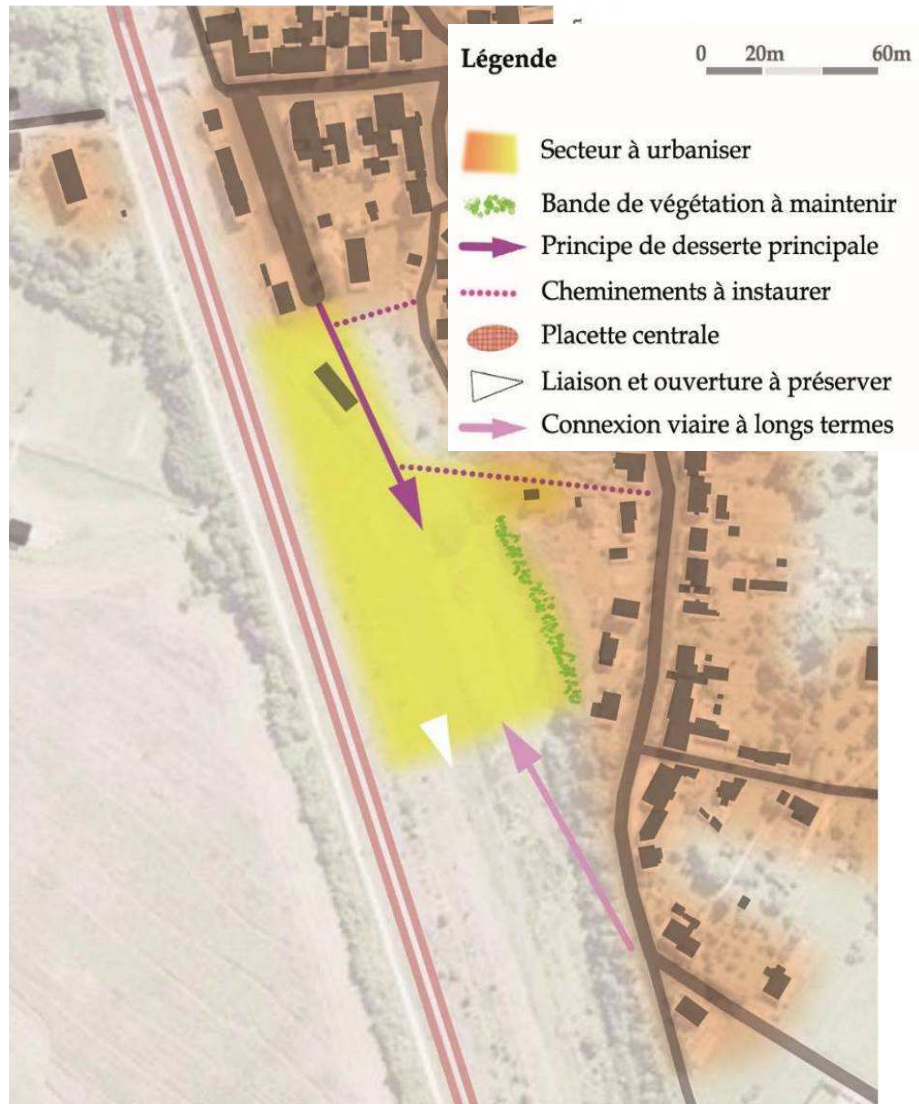 Légende
0 20m 60m
Secteur à urbaniser
Bande de végétation à maintenir
Principe de desserte principale
Cheminements à instaurer
Placette centrale
Liaison et ouverture à préserver
Connexion viaire à longs termes